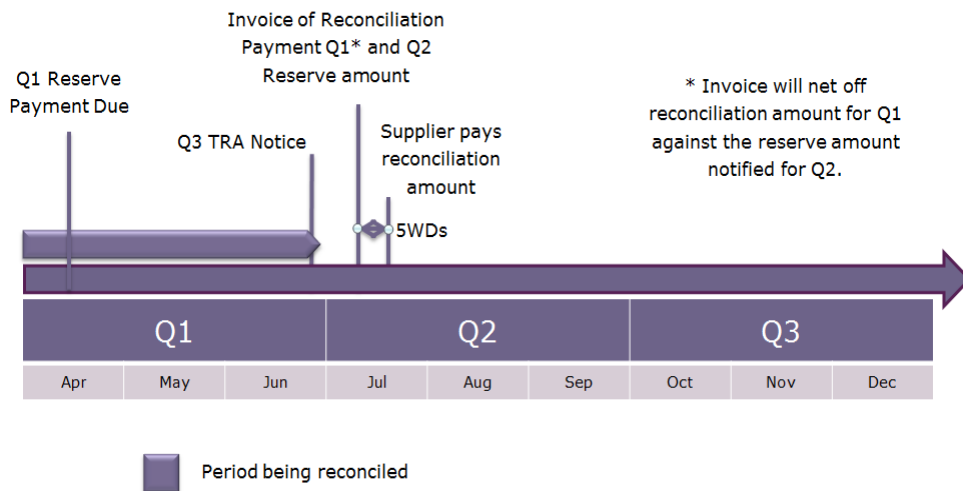 Invoice of Reconciliation
Payment Q1* and Q2
Reserve amount
Q1 Reserve
Payment Due
* Invoice will net off
reconciliation amount for Q1
against the reserve amount
notified for Q2.
Q3 TRA Notice
Supplier pays
reconciliation
amount
5WDs
Q1 Q2 Q3
Apr May Jun Jul Aug Sep Oct Nov Dec
Period being reconciled